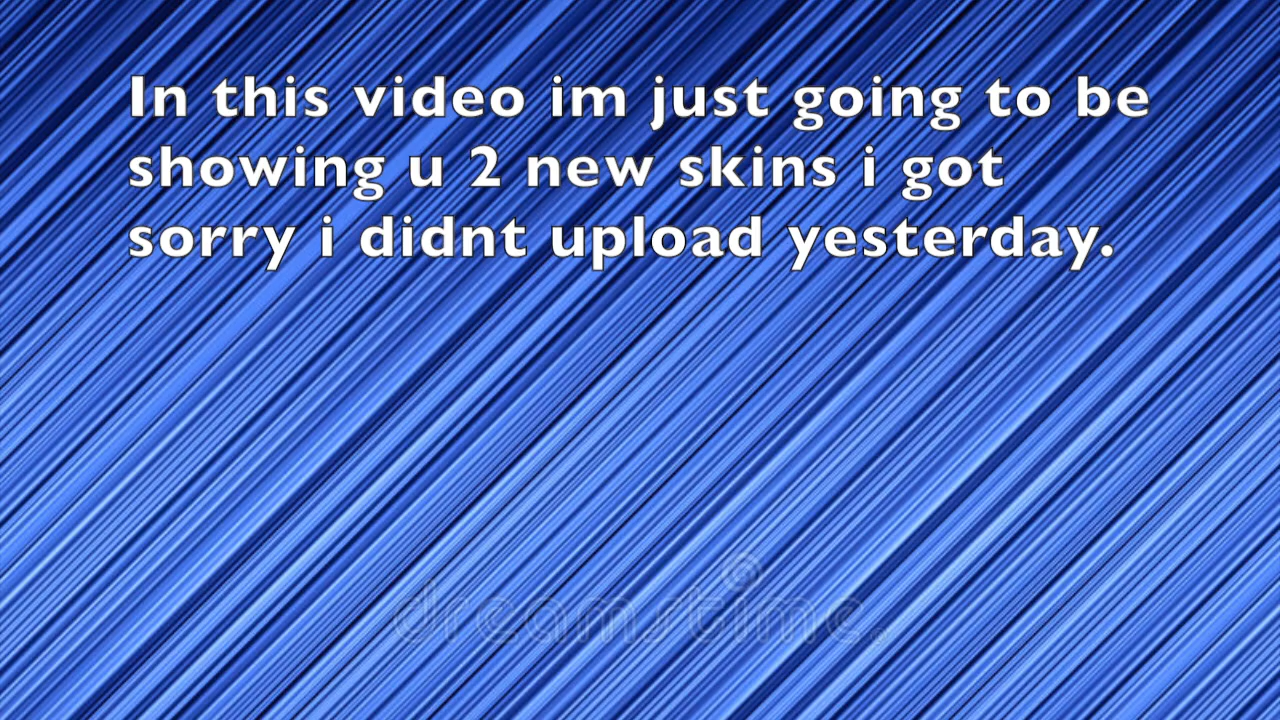 In this video im just going to be
showing u 2 new skins i got
sorry i didnt upload yesterday.
dreamstime.